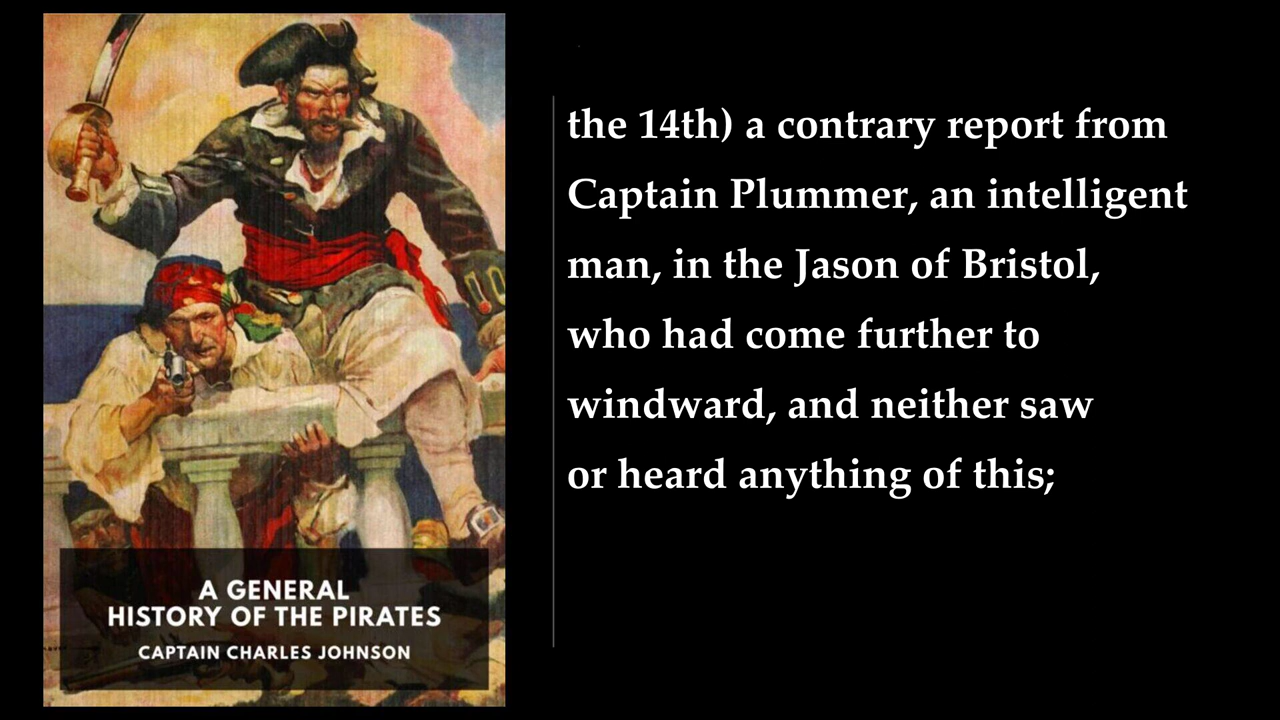 the 14th) a contrary report from
Captain Plummer, an intelligent
man, in the Jason of Bristol,
who had come further to
windward, and neither saw
or heard anything of this;
A GENERAL
HISTORY OF THE PIRATES
CAPTAIN CHARLES JOHNSON